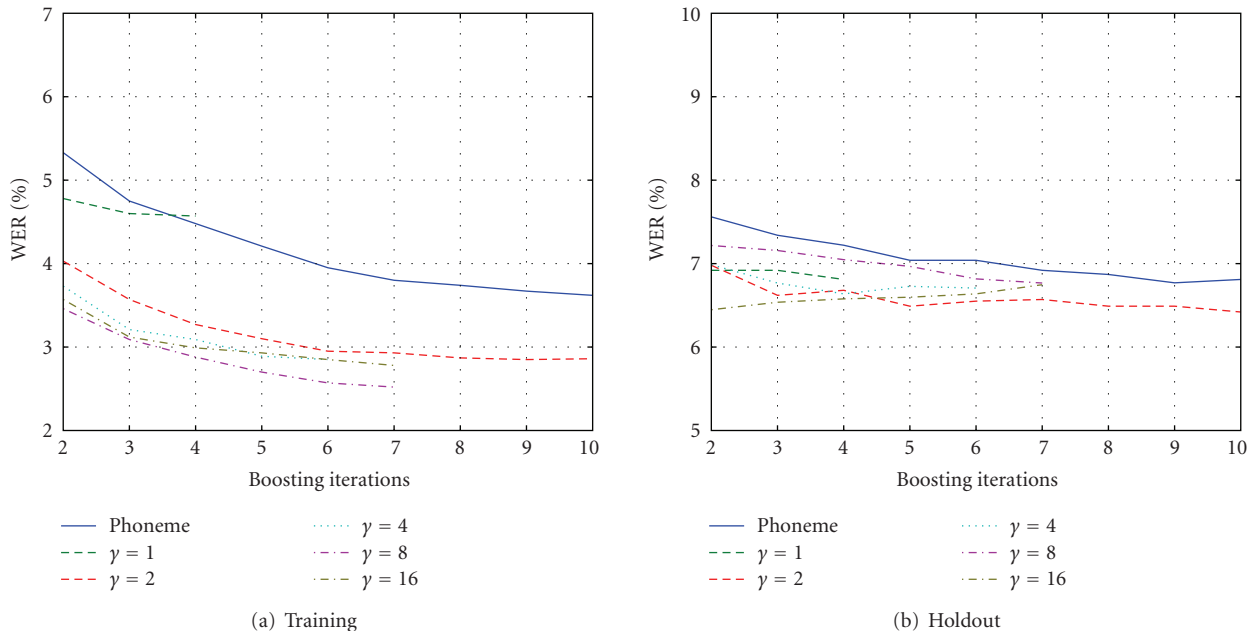 7
6
5
4
3
2
WER (%)
2 3 4 5 6 7 8 9 10
Boosting iterations
Phoneme
γ = 1
γ = 2
γ = 4
γ = 8
γ = 16
(a) Training
10
9
8
7
6
5
WER (%)
2 3 4 5 6 7 8 9 10
Boosting iterations
Phoneme
γ = 1
γ = 2
γ = 4
γ = 8
γ = 16
(b) Holdout